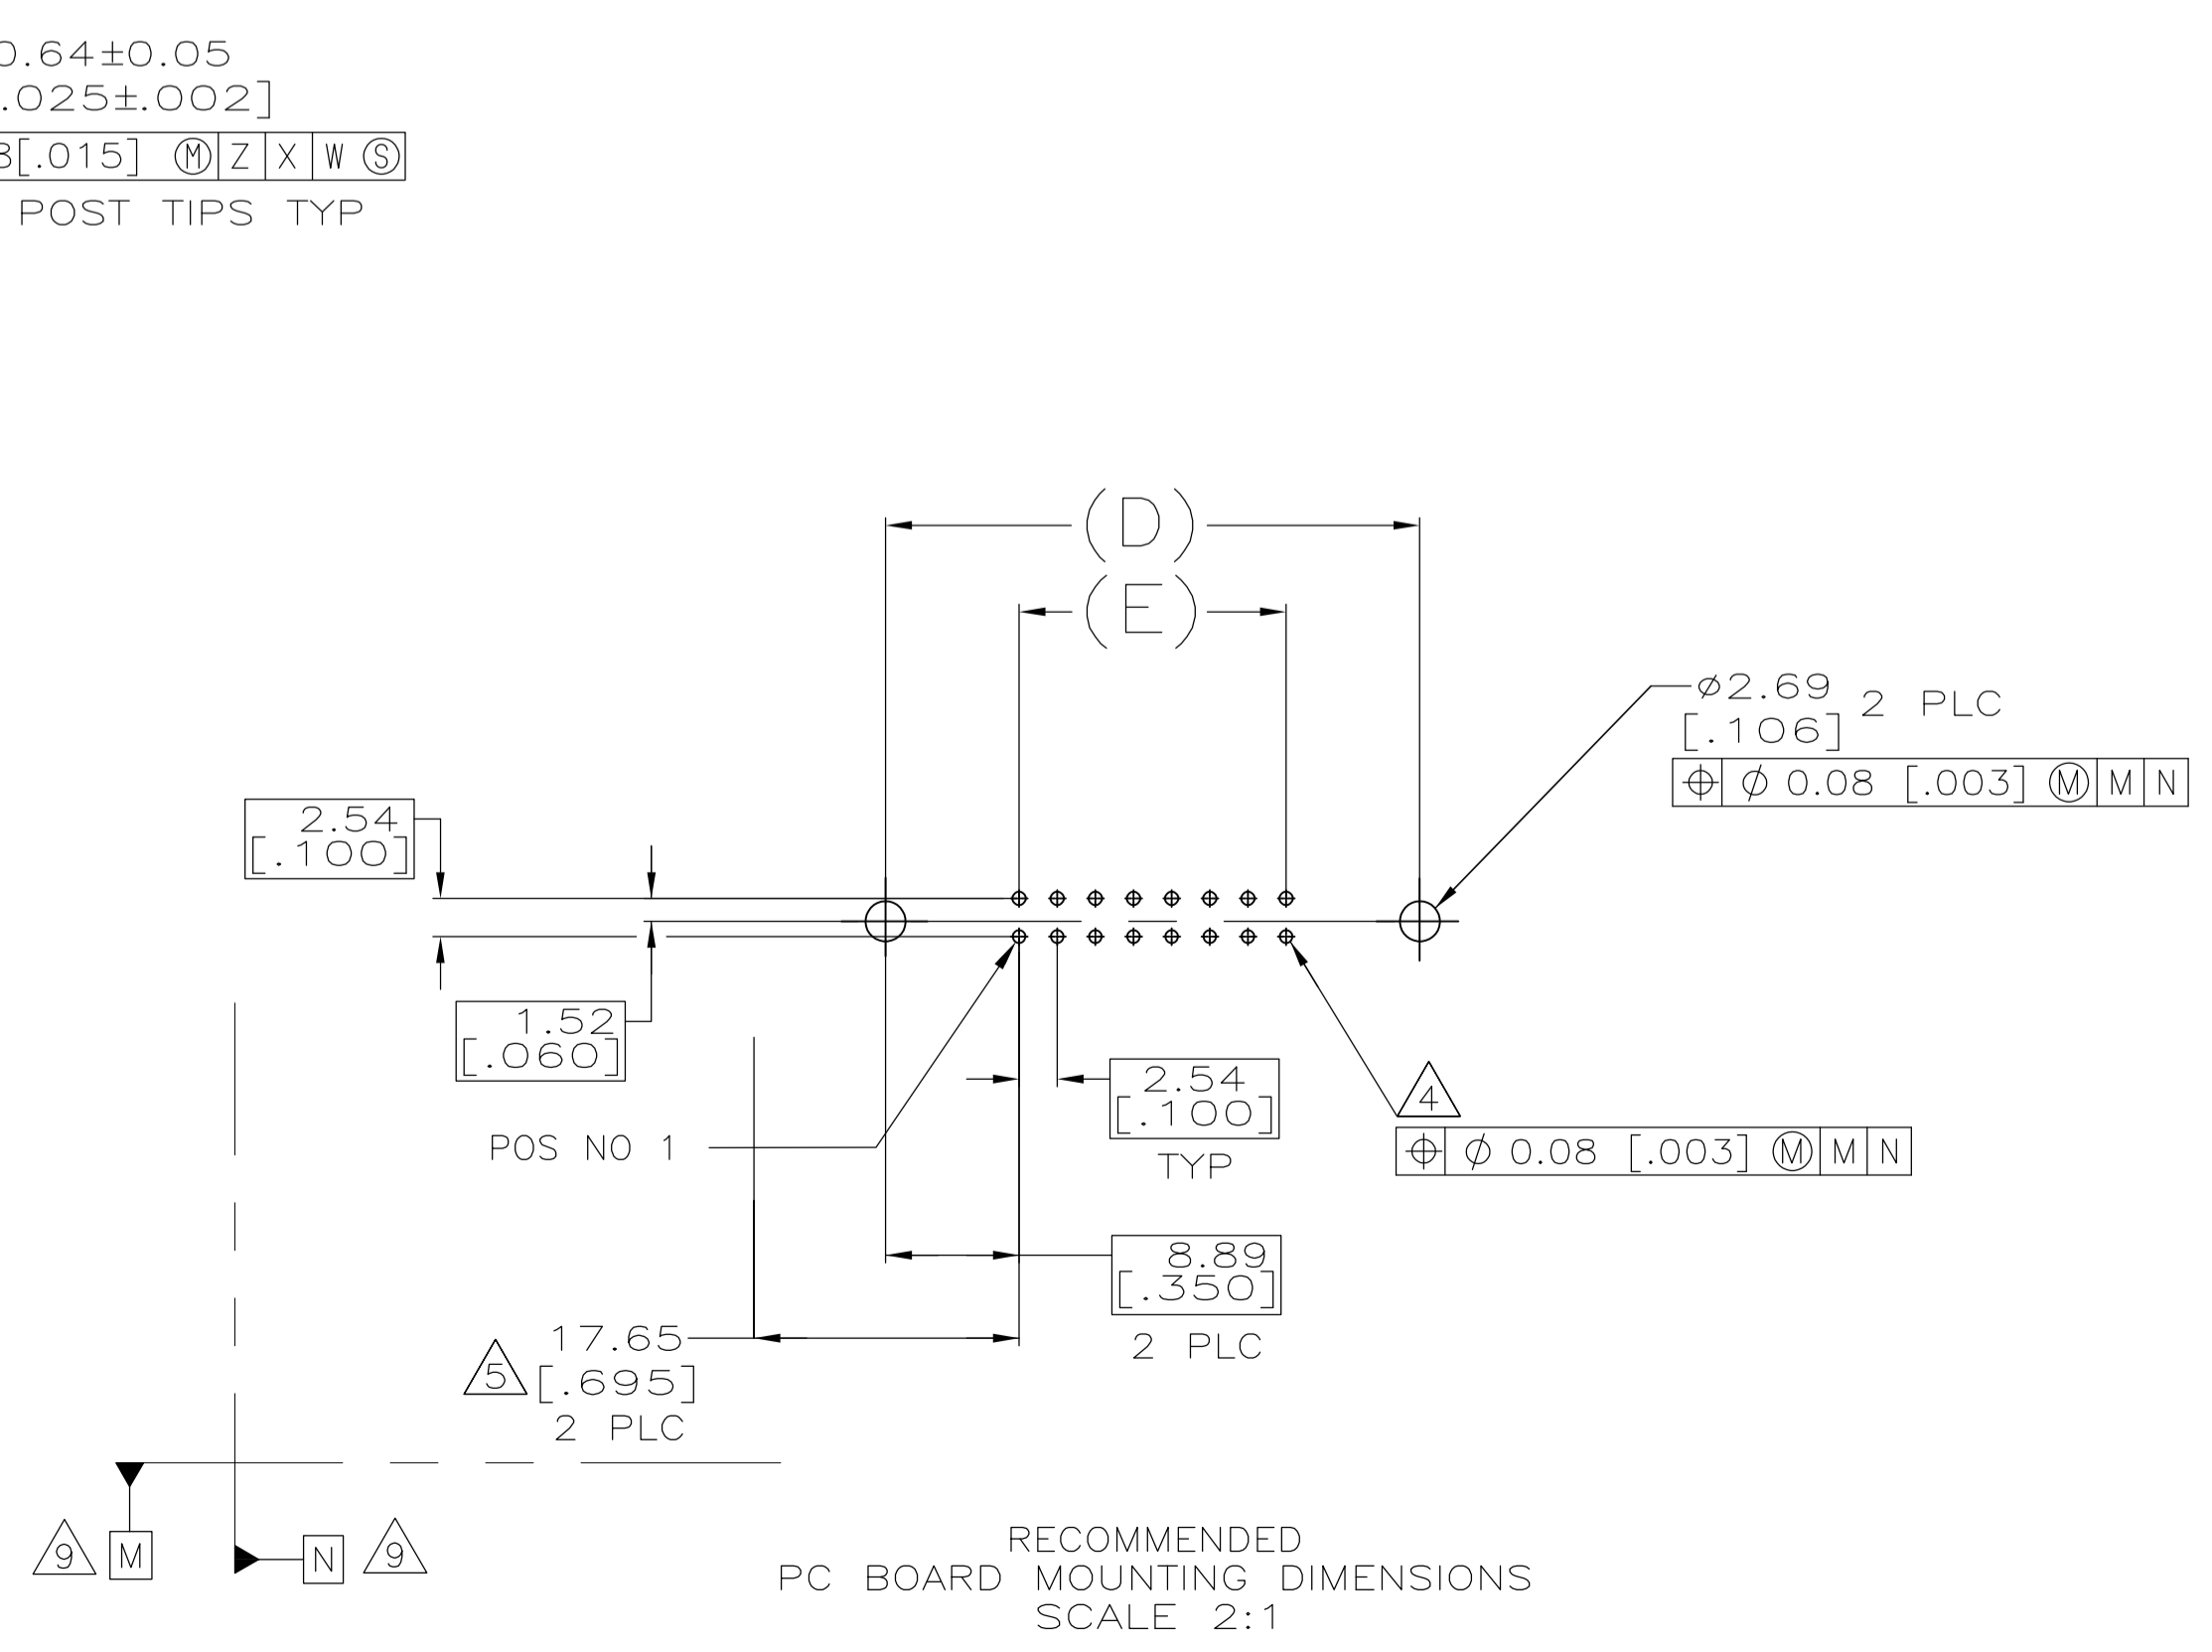 0.64±0.05
.025±.002]
[.015] Ⓜ Z X W Ⓢ
POST TIPS TYP
(D)
(E)
⌀2.69 2 PLC
[.106]
⌖ ⌀ 0.08 [.003] Ⓜ M N
2.54
[.100]
1.52
[.060]
2.54
[.100]
TYP
4
⌖ ⌀ 0.08 [.003] Ⓜ M N
POS NO 1
8.89
[.350]
2 PLC
17.65
5 [.695]
2 PLC
9 M
N 9
RECOMMENDED
PC BOARD MOUNTING DIMENSIONS
SCALE 2:1